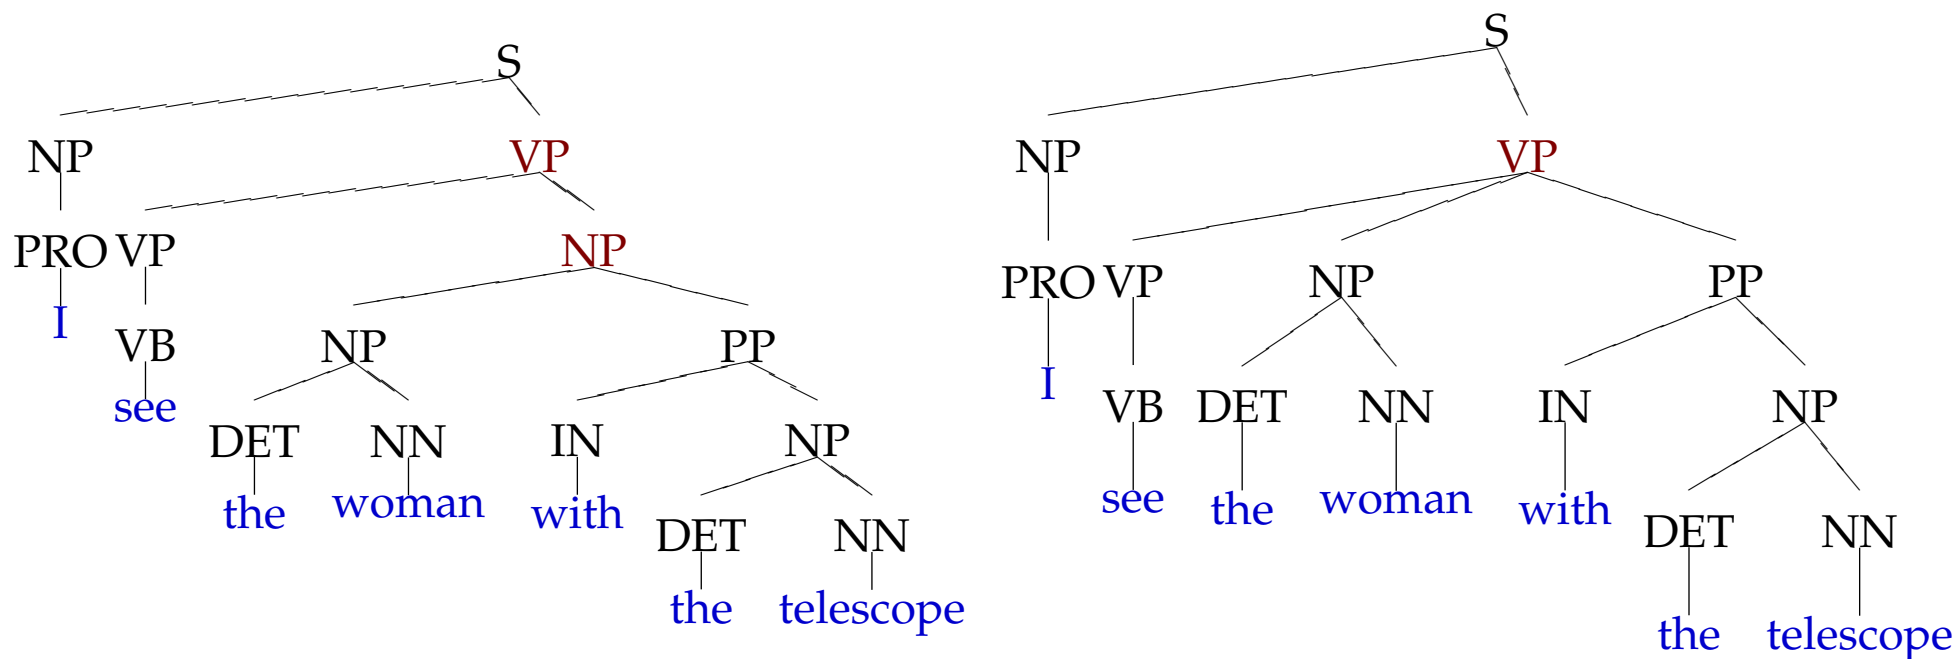 S
NP VP
PRO VP NP
I VB NP PP
see DET NN IN NP
the woman with DET NN
the telescope
S
NP VP
PRO VP NP PP
I VB DET NN IN NP
see the woman with DET NN
the telescope